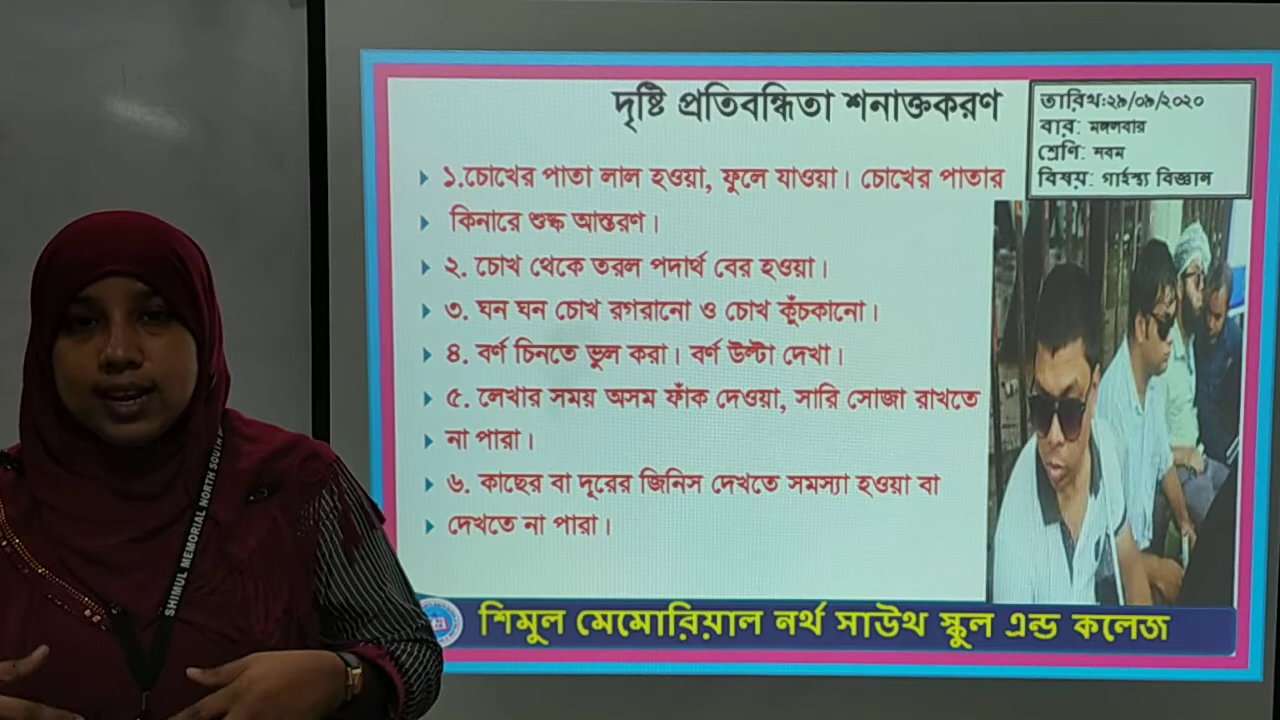 দৃষ্টি প্রতিবন্ধিতা শনাক্তকরণ
তারিখ:২৯/০৯/২০২০
বার: মঙ্গলবার
শ্রেণি: নবম
বিষয়: গার্হস্থ্য বিজ্ঞান
১.চোখের পাতা লাল হওয়া, ফুলে যাওয়া। চোখের পাতার
কিনারে শুষ্ক আস্তরণ।
২. চোখ থেকে তরল পদার্থ বের হওয়া।
৩. ঘন ঘন চোখ রগরানো ও চোখ কুঁচকানো।
৪. বর্ণ চিনতে ভুল করা। বর্ণ উল্টা দেখা।
৫. লেখার সময় অসম ফাঁক দেওয়া, সারি সোজা রাখতে
না পারা।
৬. কাছের বা দূরের জিনিস দেখতে সমস্যা হওয়া বা
দেখতে না পারা।
শিমুল মেমোরিয়াল নর্থ সাউথ স্কুল এন্ড কলেজ
SHIMUL MEMORIAL NORTH SOUTH